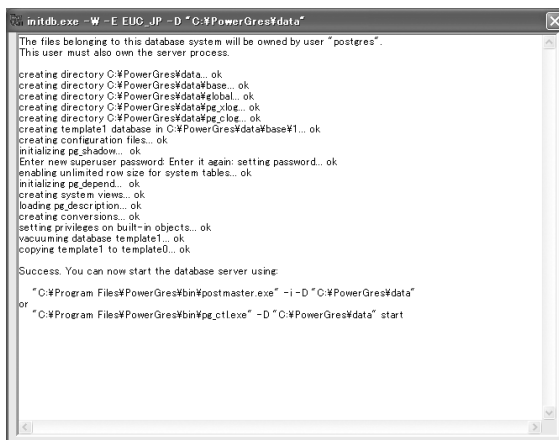 initdb.exe -W -E EUC_JP -D "C:¥PowerGres¥data"
The files belonging to this database system will be owned by user "postgres".
This user must also own the server process.
creating directory C:¥PowerGres¥data... ok
creating directory C:¥PowerGres¥data¥base... ok
creating directory C:¥PowerGres¥data¥global... ok
creating directory C:¥PowerGres¥data¥pg_xlog... ok
creating directory C:¥PowerGres¥data¥pg_clog... ok
creating template1 database in C:¥PowerGres¥data¥base¥1... ok
creating configuration files... ok
initializing pg_shadow... ok
Enter new superuser password: Enter it again: setting password... ok
enabling unlimited row size for system tables... ok
initializing pg_depend... ok
creating system views... ok
loading pg_description... ok
creating conversions... ok
setting privileges on built-in objects... ok
vacuuming database template1... ok
copying template1 to template0... ok
Success. You can now start the database server using:
"C:¥Program Files¥PowerGres¥bin¥postmaster.exe" -i -D "C:¥PowerGres¥data"
or
"C:¥Program Files¥PowerGres¥bin¥pg_ctl.exe" -D "C:¥PowerGres¥data" start